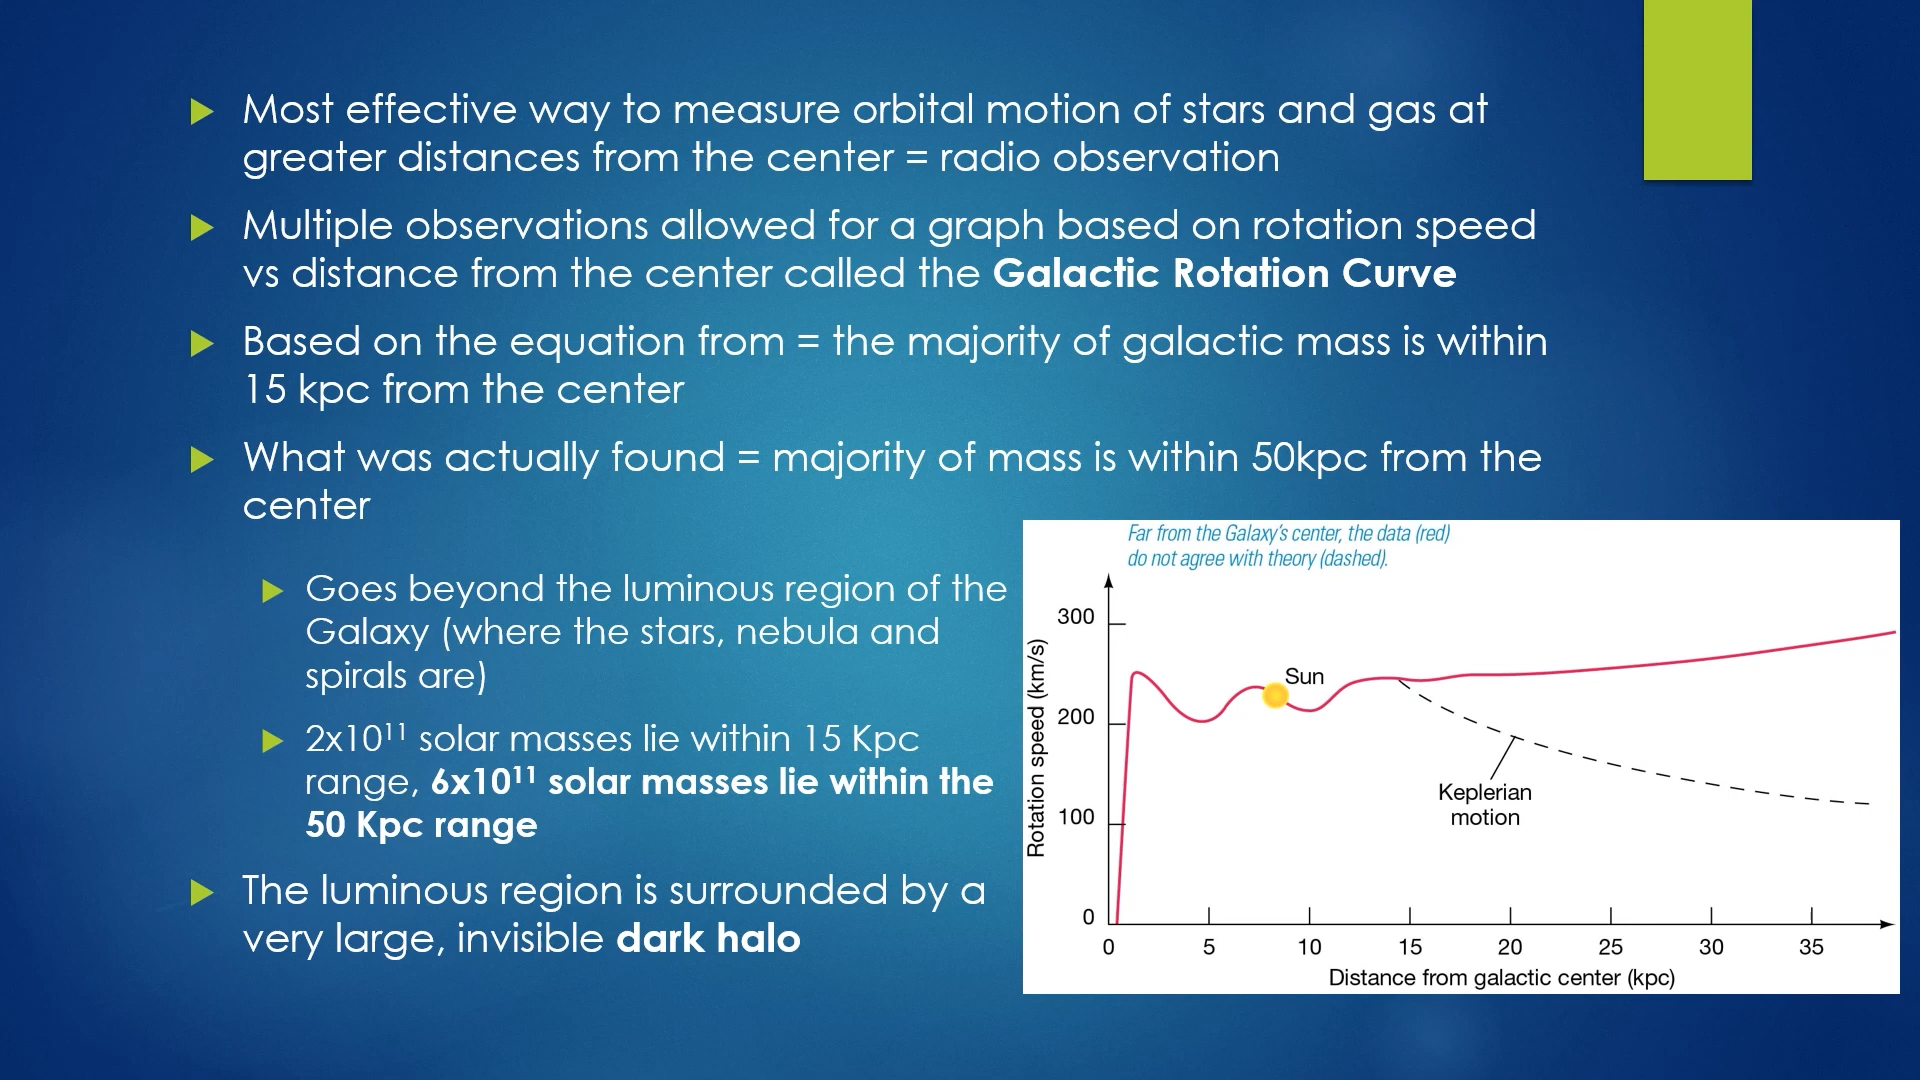 Most effective way to measure orbital motion of stars and gas at
greater distances from the center = radio observation
Multiple observations allowed for a graph based on rotation speed
vs distance from the center called the Galactic Rotation Curve
Based on the equation from = the majority of galactic mass is within
15 kpc from the center
What was actually found = majority of mass is within 50kpc from the
center
Goes beyond the luminous region of the
Galaxy (where the stars, nebula and
spirals are)
2x10¹¹ solar masses lie within 15 Kpc
range, 6x10¹¹ solar masses lie within the
50 Kpc range
The luminous region is surrounded by a
very large, invisible dark halo
Far from the Galaxy's center, the data (red)
do not agree with theory (dashed).
Rotation speed (km/s)
300
200
100
0
Sun
Keplerian
motion
0 5 10 15 20 25 30 35
Distance from galactic center (kpc)